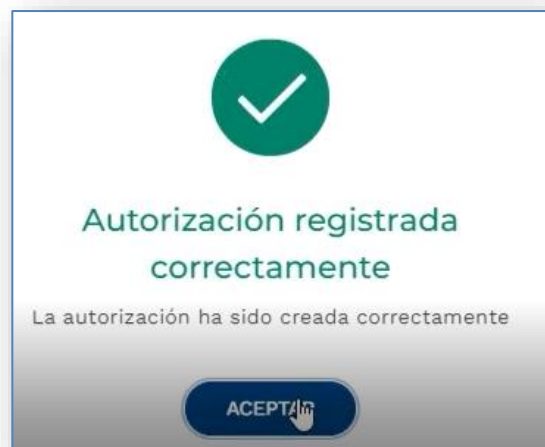 Autorización registrada
correctamente
La autorización ha sido creada correctamente
ACEPTAR